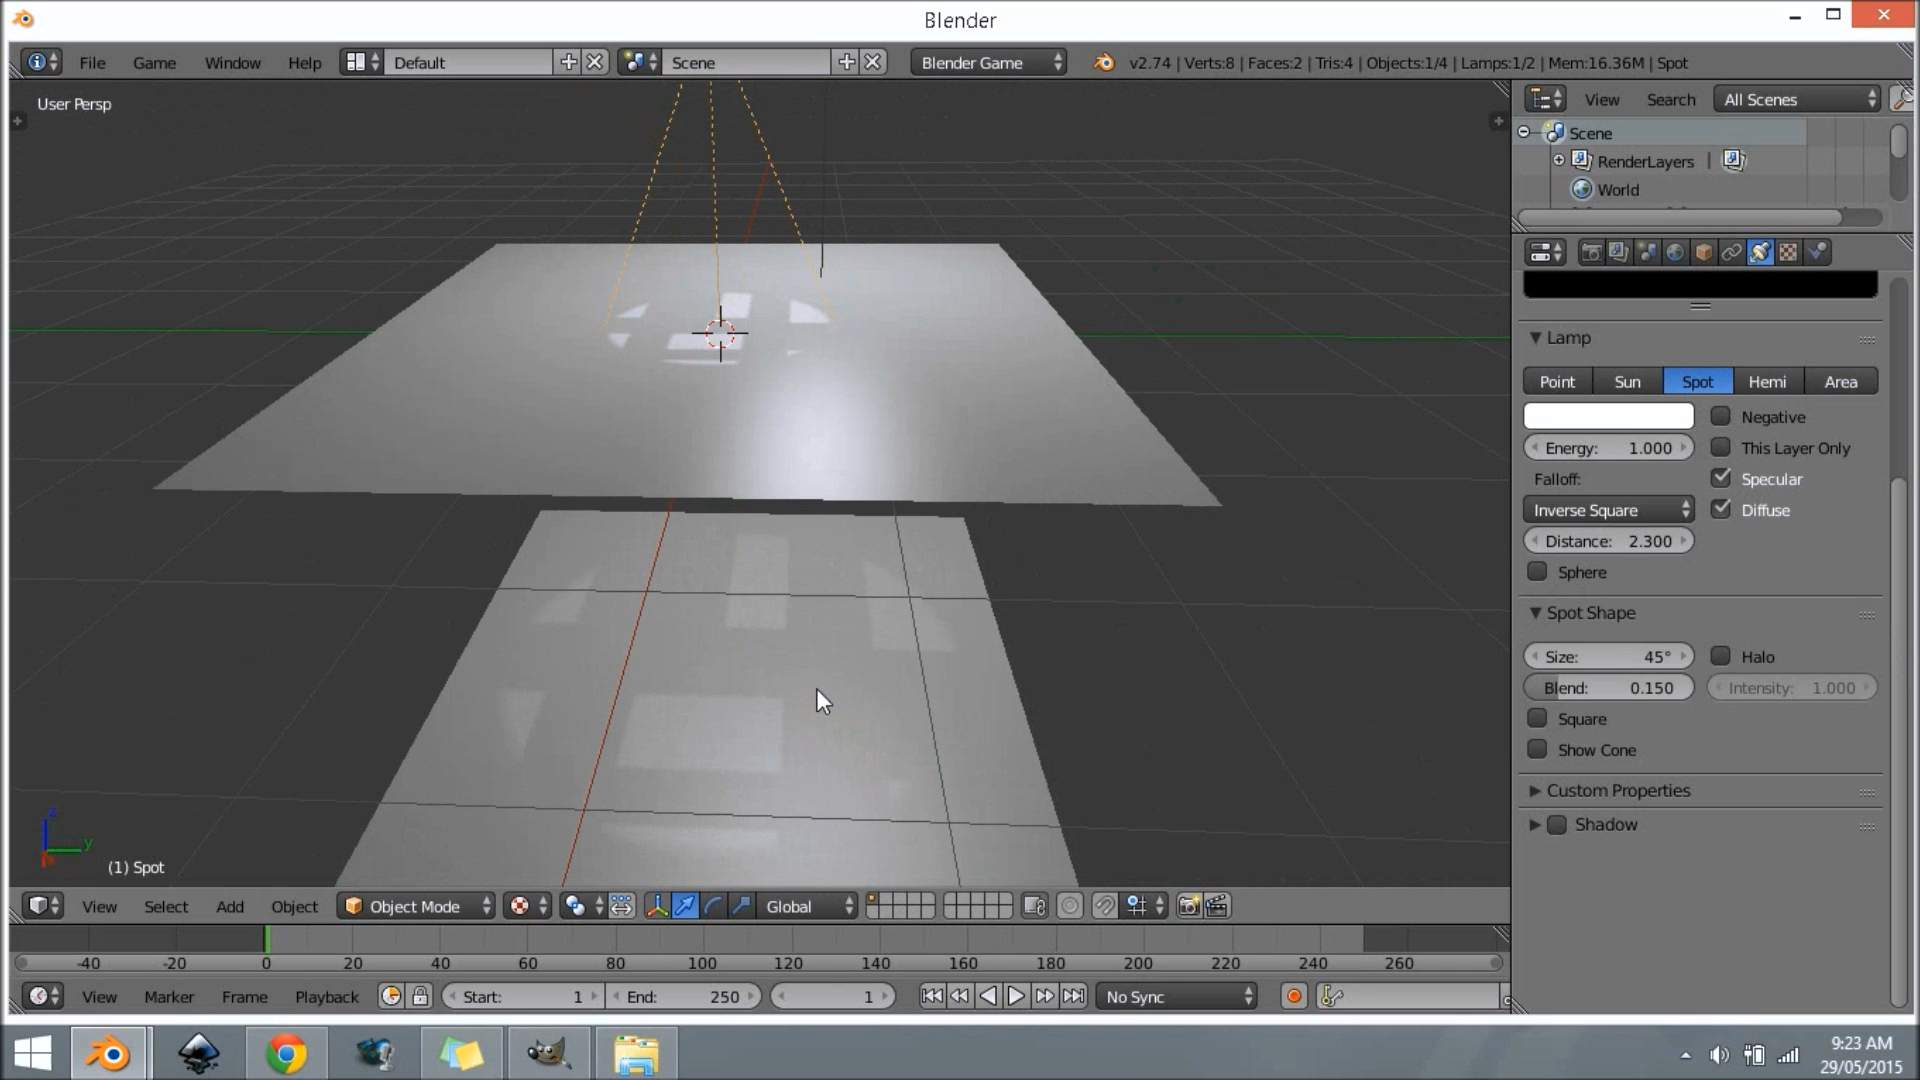 Blender
File Game Window Help Default Scene Blender Game v2.74 | Verts:8 | Faces:2 | Tris:4 | Objects:1/4 | Lamps:1/2 | Mem:16.36M | Spot
User Persp
View Search All Scenes
Scene
RenderLayers |
World
Lamp
Point Sun Spot Hemi Area
Negative
Energy: 1.000 This Layer Only
Falloff: Specular
Inverse Square Diffuse
Distance: 2.300
Sphere
Spot Shape
Size: 45° Halo
Blend: 0.150 Intensity: 1.000
Square
Show Cone
Custom Properties
Shadow
z
y
(1) Spot
View Select Add Object Object Mode Global
-40 -20 0 20 40 60 80 100 120 140 160 180 200 220 240 260
View Marker Frame Playback Start: 1 End: 250 1 No Sync
9:23 AM
29/05/2015